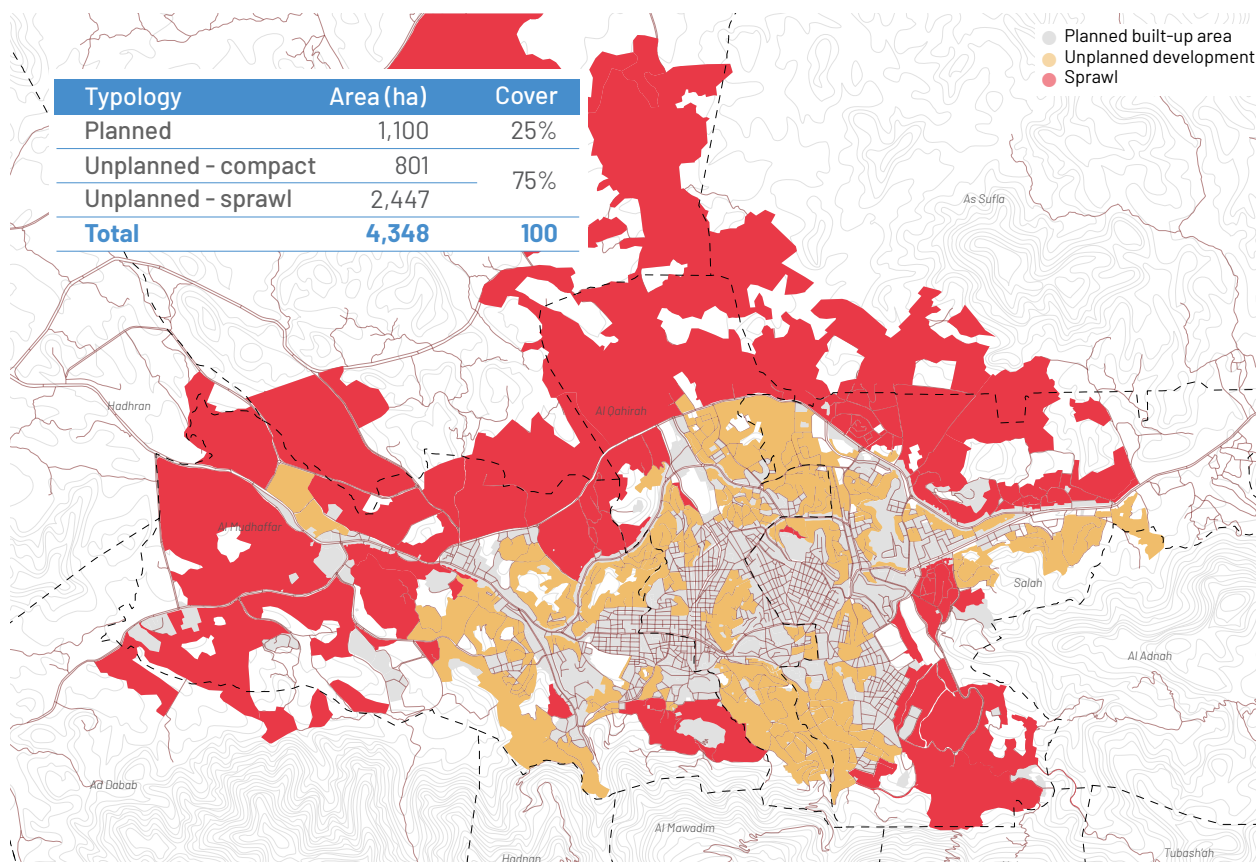 Planned built-up area
Unplanned development
Sprawl
Typology Area (ha) Cover
Planned 1,100 25%
Unplanned - compact 801
75%
Unplanned - sprawl 2,447
Total 4,348 100
As Sufla
Hadhran
Al Qahirah
Al Mudhaffar
Salah
Al Adnah
Ad Dabab
Al Mawadim
Hadnan
Tubash'ah